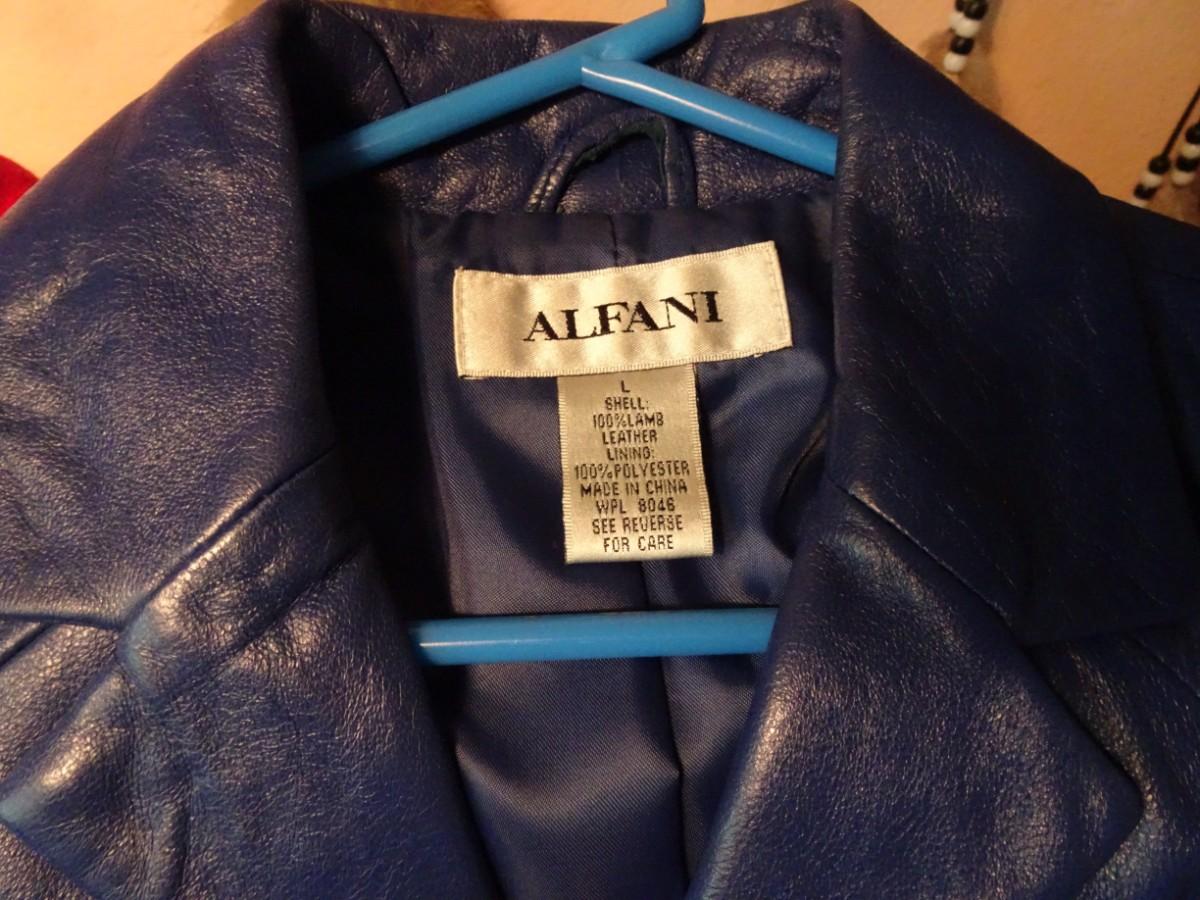 ALFANI
L
SHELL:
100%LAMB
LEATHER
LINING:
100%POLYESTER
MADE IN CHINA
WPL 8046
SEE REVERSE
FOR CARE